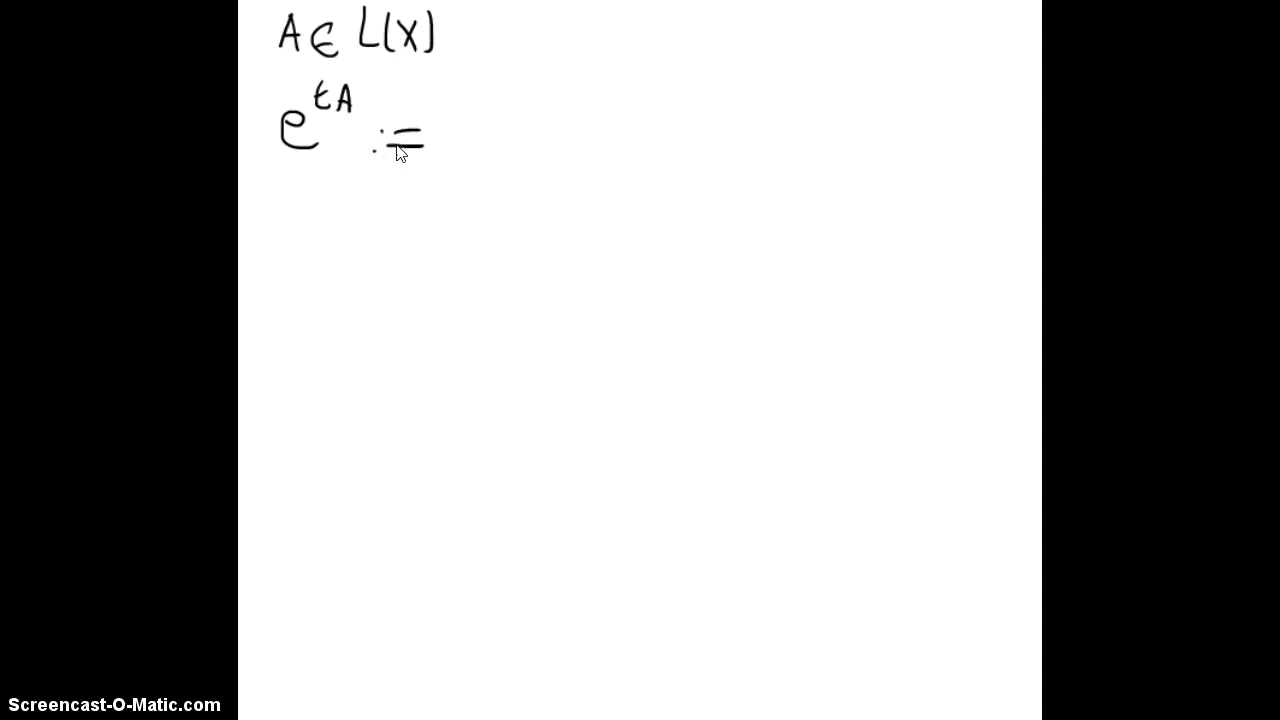 A ∈ L(X)
e^{tA} :=
Screencast-O-Matic.com